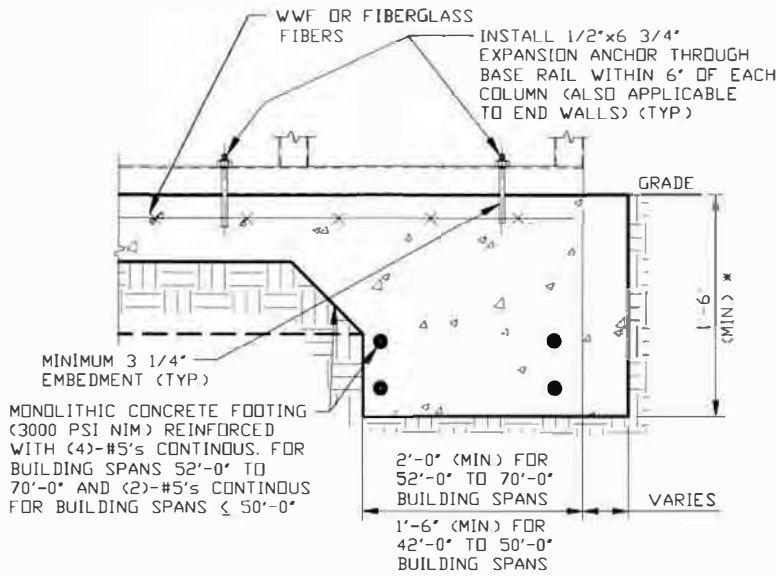 WWF OR FIBERGLASS
FIBERS
INSTALL 1/2"x6 3/4"
EXPANSION ANCHOR THROUGH
BASE RAIL WITHIN 6" OF EACH
COLUMN (ALSO APPLICABLE
TO END WALLS) (TYP)
GRADE
1'-6"
(MIN.) *
MINIMUM 3 1/4"
EMBEDMENT (TYP)
MONOLITHIC CONCRETE FOOTING
(3000 PSI NIM) REINFORCED
WITH (4)-#5's CONTINOUS. FOR
BUILDING SPANS 52'-0" TO
70'-0" AND (2)-#5's CONTINOUS
FOR BUILDING SPANS ≤ 50'-0"
2'-0" (MIN) FOR
52'-0" TO 70'-0"
BUILDING SPANS
VARIES
1'-6" (MIN.) FOR
42'-0" TO 50'-0"
BUILDING SPANS